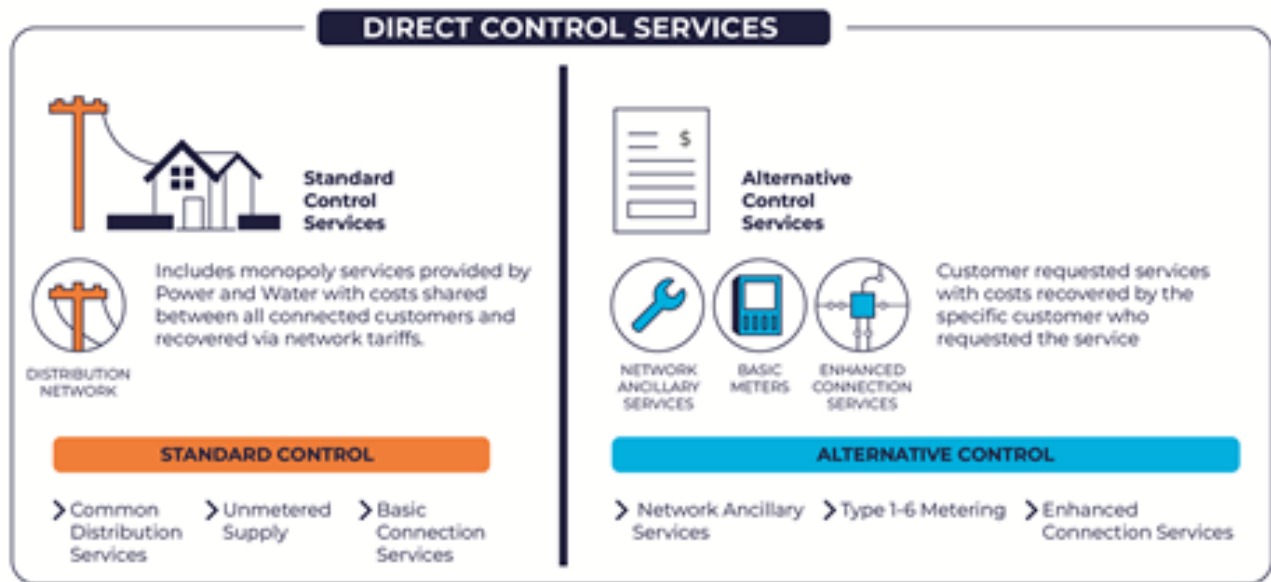 DIRECT CONTROL SERVICES
Standard
Control
Services
Includes monopoly services provided by
Power and Water with costs shared
between all connected customers and
recovered via network tariffs.
DISTRIBUTION
NETWORK
STANDARD CONTROL
Common
Distribution
Services
Unmetered
Supply
Basic
Connection
Services
$
Alternative
Control
Services
NETWORK
ANCILLARY
SERVICES
BASIC
METERS
ENHANCED
CONNECTION
SERVICES
Customer requested services
with costs recovered by the
specific customer who
requested the service
ALTERNATIVE CONTROL
Network Ancillary
Services
Type 1-6 Metering
Enhanced
Connection Services